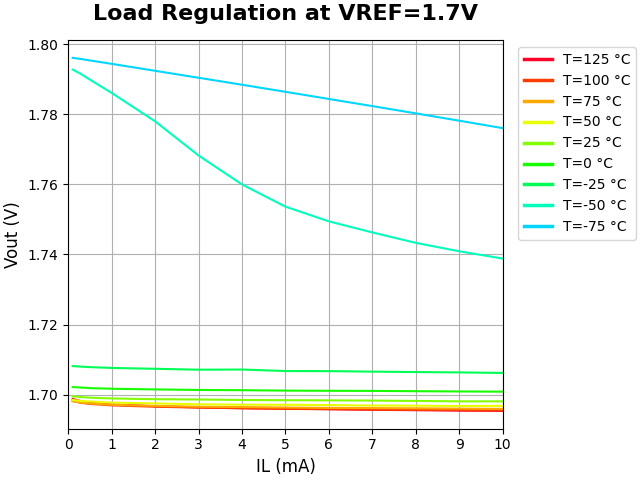 Load Regulation at VREF=1.7V
Vout (V)
1.80
1.78
1.76
1.74
1.72
1.70
0 1 2 3 4 5 6 7 8 9 10
IL (mA)
T=125 °C
T=100 °C
T=75 °C
T=50 °C
T=25 °C
T=0 °C
T=-25 °C
T=-50 °C
T=-75 °C